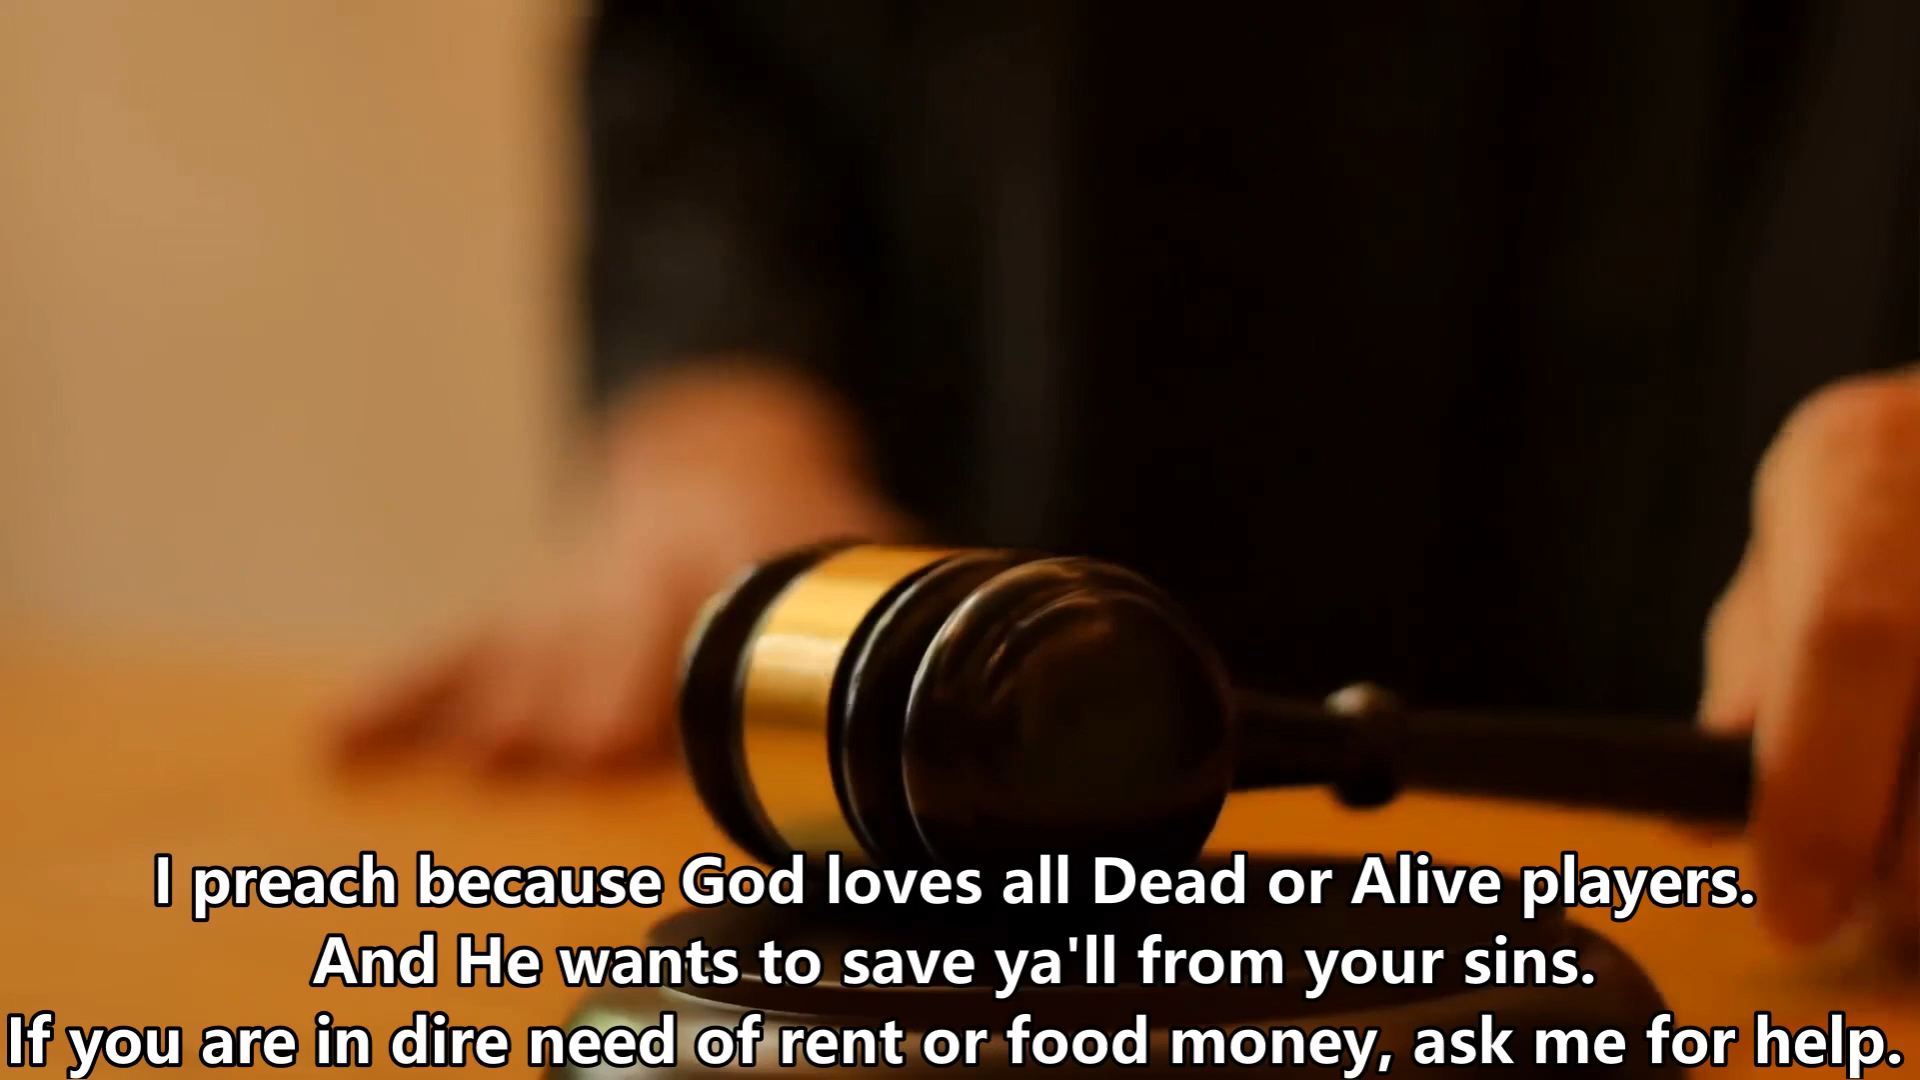 I preach because God loves all Dead or Alive players.
And He wants to save ya'll from your sins.
If you are in dire need of rent or food money, ask me for help.